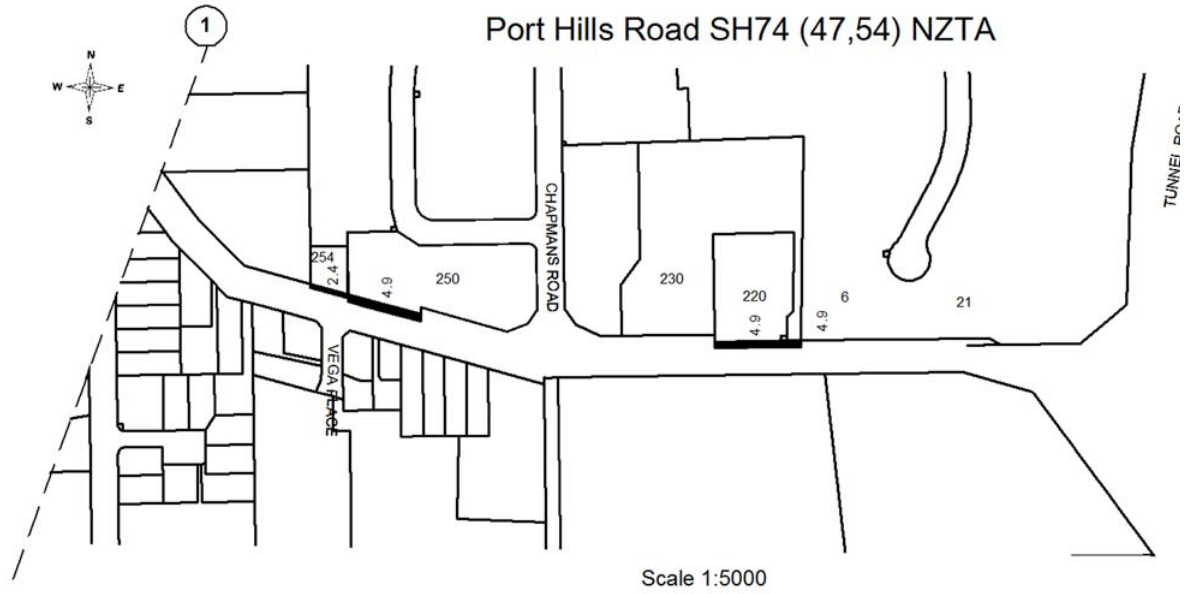 Port Hills Road SH74 (47,54) NZTA
1
N
W E
S
TUNNEL ROAD
CHAPMANS ROAD
254
2.4
4.9
250
230
220
4.9
4.9
6
21
VEGA PLACE
Scale 1:5000